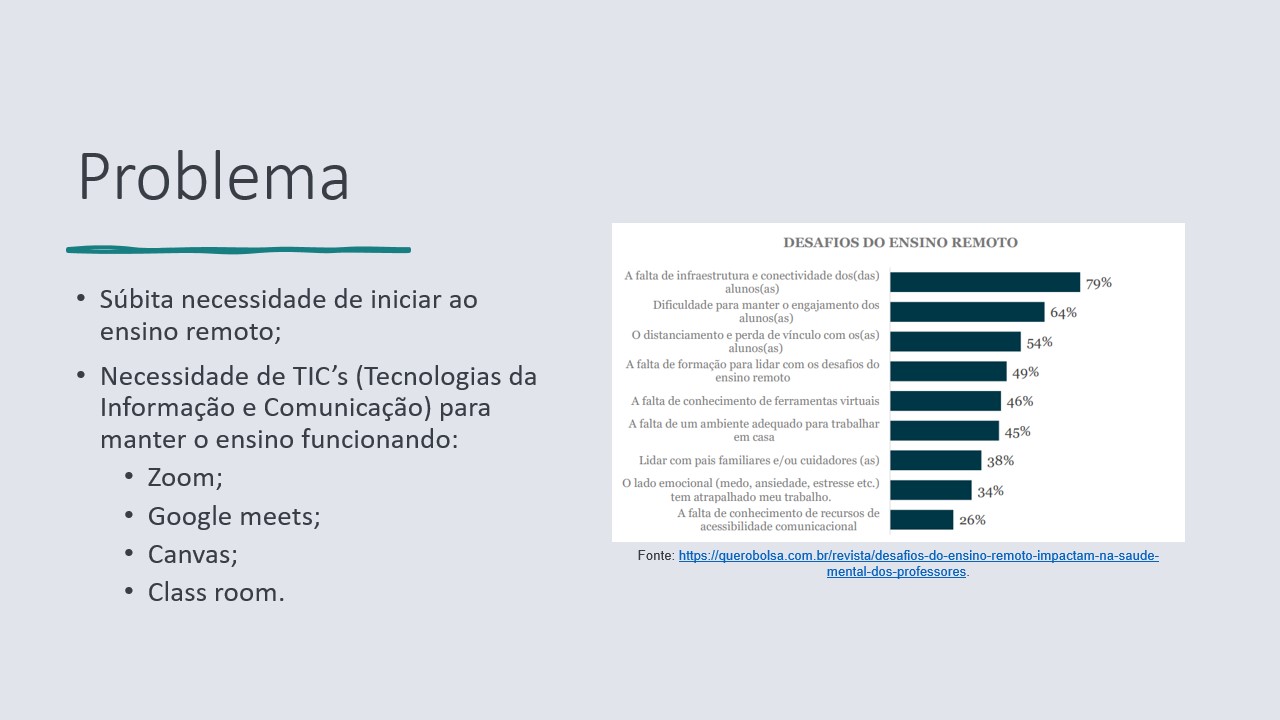 Problema
• Súbita necessidade de iniciar ao
ensino remoto;
• Necessidade de TIC’s (Tecnologias da
Informação e Comunicação) para
manter o ensino funcionando:
• Zoom;
• Google meets;
• Canvas;
• Class room.
DESAFIOS DO ENSINO REMOTO
A falta de infraestrutura e conectividade dos(das)
alunos(as)
79%
Dificuldade para manter o engajamento dos
alunos(as)
64%
O distanciamento e perda de vínculo com os(as)
alunos(as)
54%
A falta de formação para lidar com os desafios do
ensino remoto
49%
A falta de conhecimento de ferramentas virtuais
46%
A falta de um ambiente adequado para trabalhar
em casa
45%
Lidar com pais familiares e/ou cuidadores (as)
38%
O lado emocional (medo, ansiedade, estresse etc.)
tem atrapalhado meu trabalho.
34%
A falta de conhecimento de recursos de
acessibilidade comunicacional
26%
Fonte: https://querobolsa.com.br/revista/desafios-do-ensino-remoto-impactam-na-saude-
mental-dos-professores.